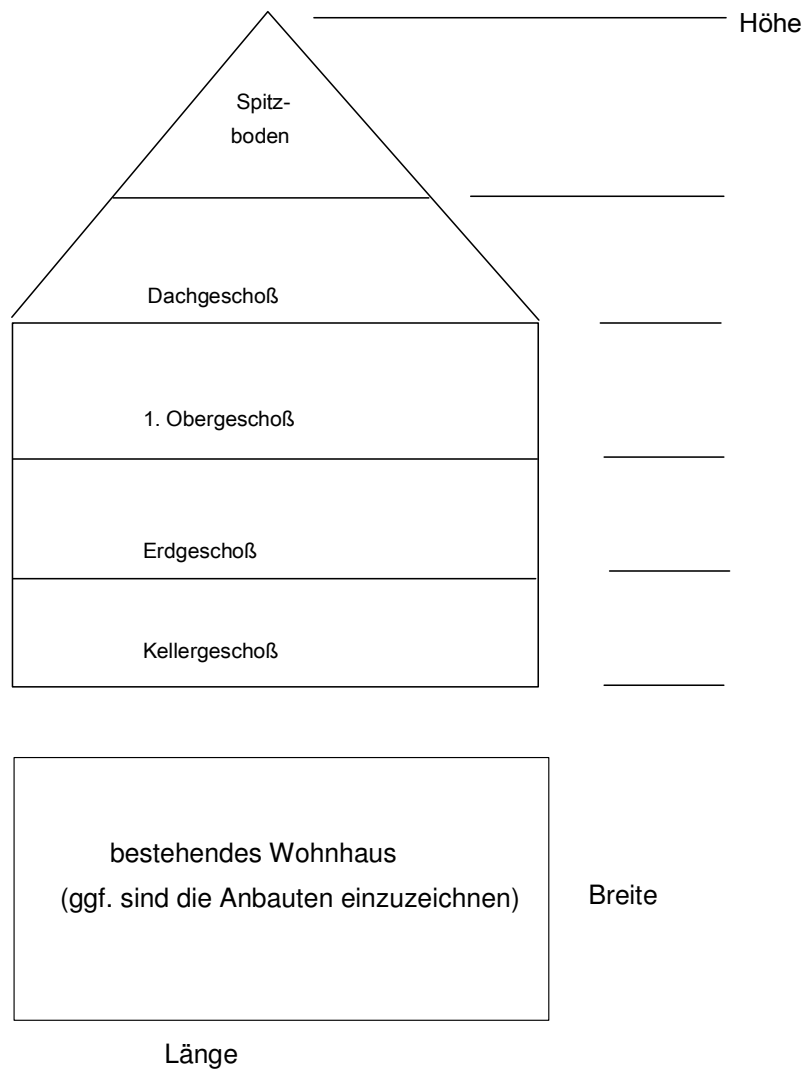 Höhe
Spitz-
boden
Dachgeschoß
1. Obergeschoß
Erdgeschoß
Kellergeschoß
bestehendes Wohnhaus
(ggf. sind die Anbauten einzuzeichnen)
Breite
Länge